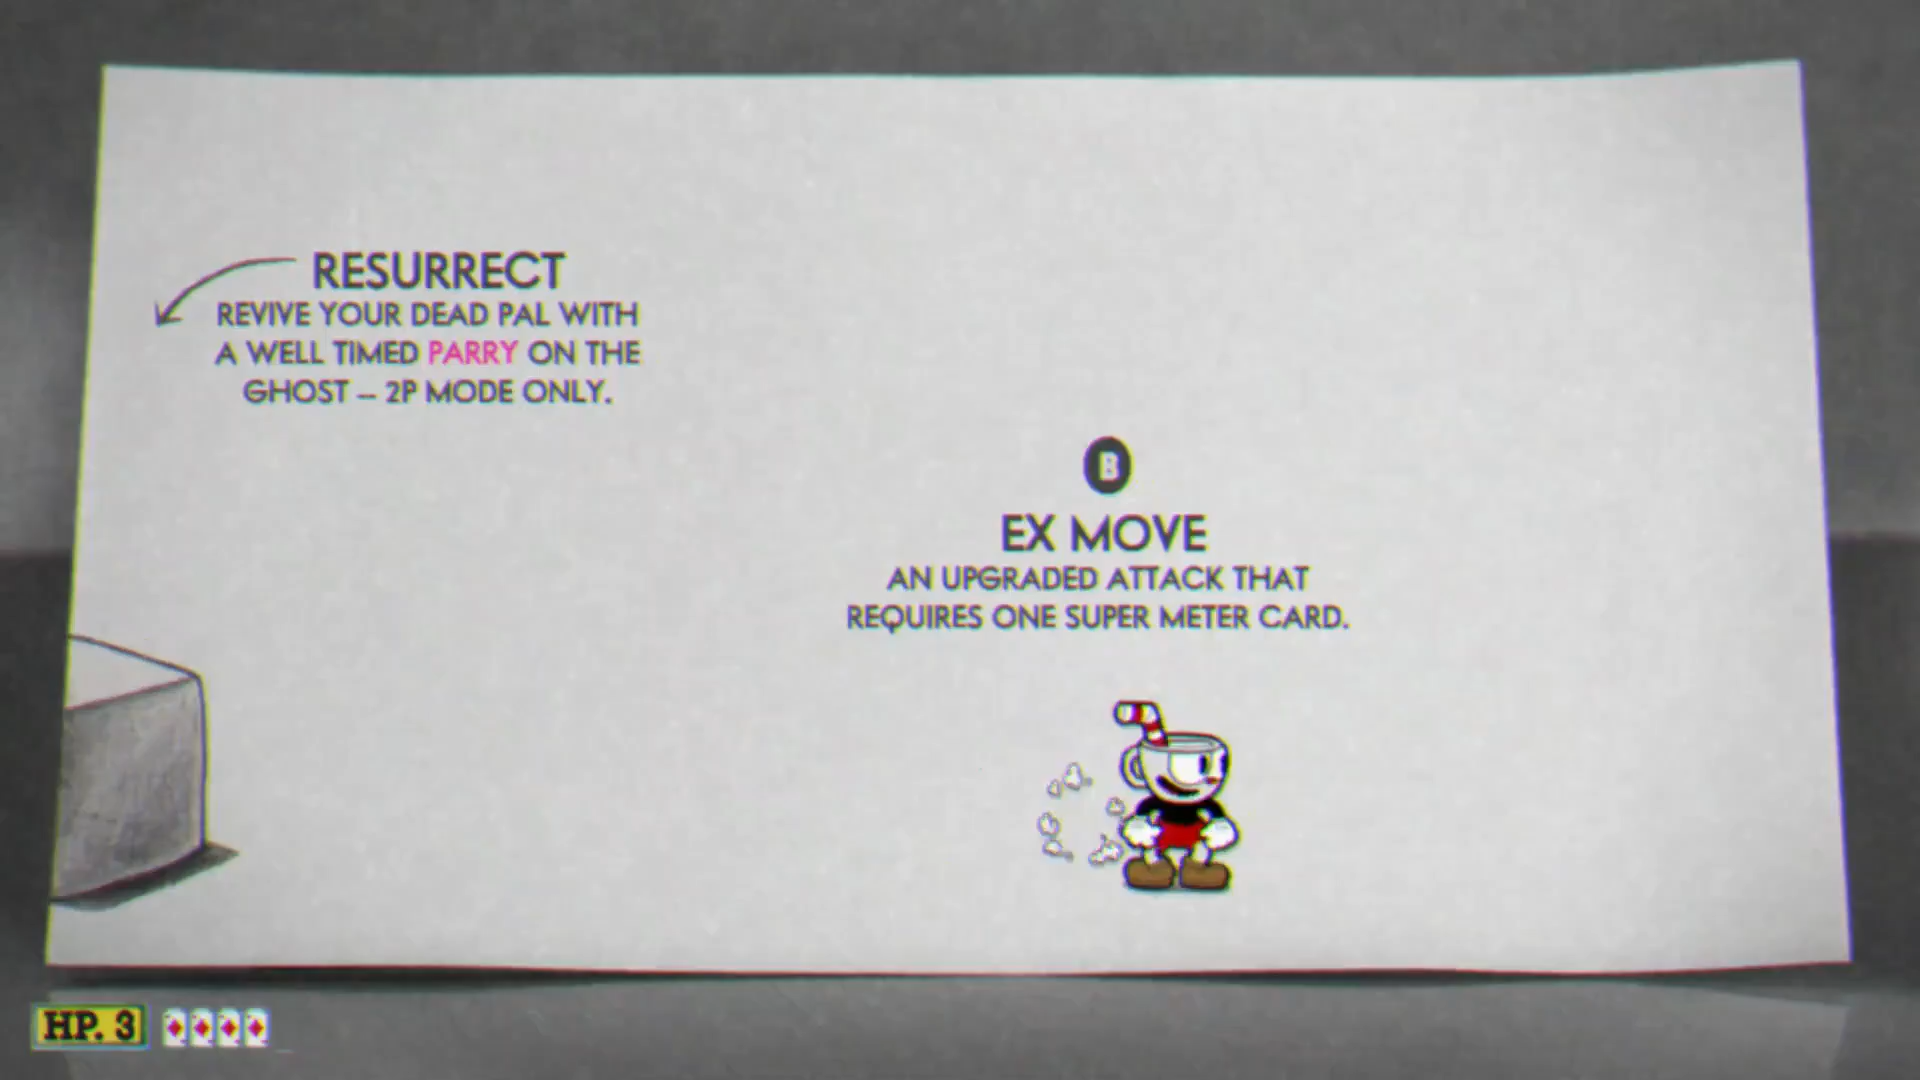 RESURRECT
REVIVE YOUR DEAD PAL WITH
A WELL TIMED PARRY ON THE
GHOST – 2P MODE ONLY.
B
EX MOVE
AN UPGRADED ATTACK THAT
REQUIRES ONE SUPER METER CARD.
HP. 3